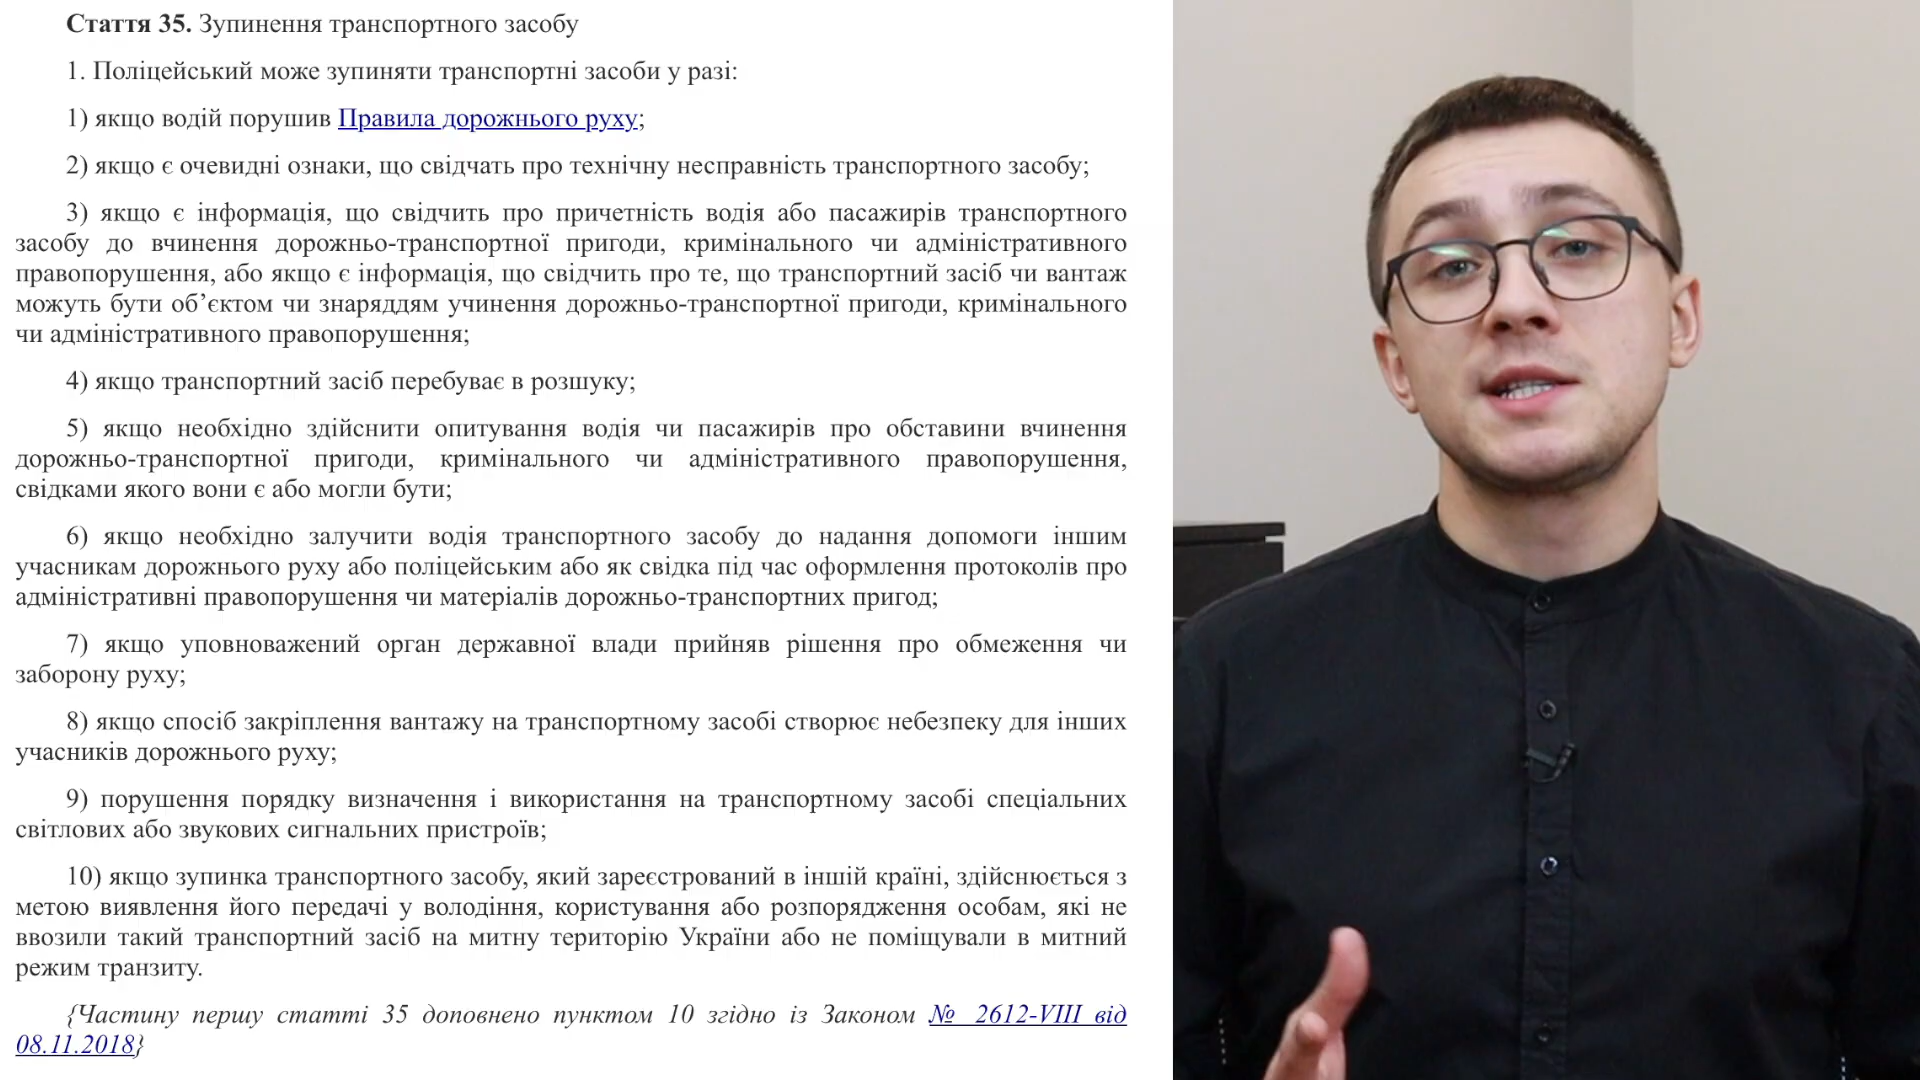 Стаття 35. Зупинення транспортного засобу
1. Поліцейський може зупиняти транспортні засоби у разі:
1) якщо водій порушив Правила дорожнього руху;
2) якщо є очевидні ознаки, що свідчать про технічну несправність транспортного засобу;
3) якщо є інформація, що свідчить про причетність водія або пасажирів транспортного
засобу до вчинення дорожньо-транспортної пригоди, кримінального чи адміністративного
правопорушення, або якщо є інформація, що свідчить про те, що транспортний засіб чи вантаж
можуть бути об’єктом чи знаряддям учинення дорожньо-транспортної пригоди, кримінального
чи адміністративного правопорушення;
4) якщо транспортний засіб перебуває в розшуку;
5) якщо необхідно здійснити опитування водія чи пасажирів про обставини вчинення
дорожньо-транспортної пригоди, кримінального чи адміністративного правопорушення,
свідками якого вони є або могли бути;
6) якщо необхідно залучити водія транспортного засобу до надання допомоги іншим
учасникам дорожнього руху або поліцейським або як свідка під час оформлення протоколів про
адміністративні правопорушення чи матеріалів дорожньо-транспортних пригод;
7) якщо уповноважений орган державної влади прийняв рішення про обмеження чи
заборону руху;
8) якщо спосіб закріплення вантажу на транспортному засобі створює небезпеку для інших
учасників дорожнього руху;
9) порушення порядку визначення і використання на транспортному засобі спеціальних
світлових або звукових сигнальних пристроїв;
10) якщо зупинка транспортного засобу, який зареєстрований в іншій країні, здійснюється з
метою виявлення його передачі у володіння, користування або розпорядження особам, які не
ввозили такий транспортний засіб на митну територію України або не поміщували в митний
режим транзиту.
{Частину першу статті 35 доповнено пунктом 10 згідно із Законом № 2612-VIII від
08.11.2018}